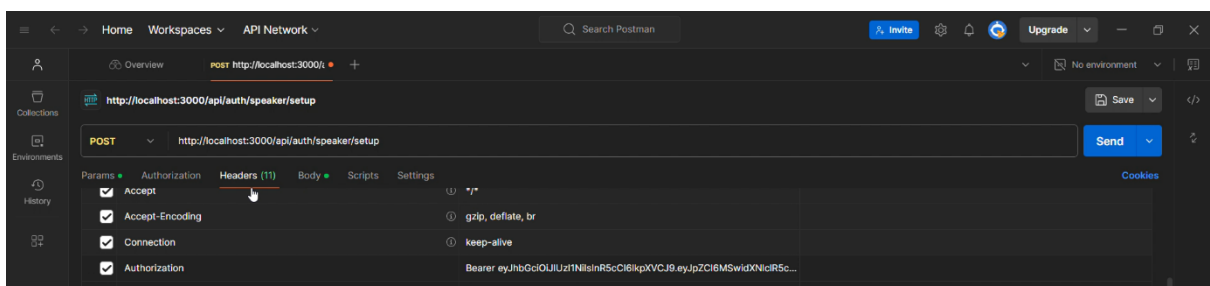 Home Workspaces API Network Search Postman Invite Upgrade
Overview POST http://localhost:3000/a No environment
HTTP http://localhost:3000/api/auth/speaker/setup Save
Collections
POST http://localhost:3000/api/auth/speaker/setup Send
Environments
Params Authorization Headers (11) Body Scripts Settings Cookies
Accept */*
History
Accept-Encoding gzip, deflate, br
Connection keep-alive
Authorization Bearer eyJhbGciOiJIUzI1NiIsInR5cCI6IkpXVCJ9.eyJpZCI6MSwidXNlclR5c...